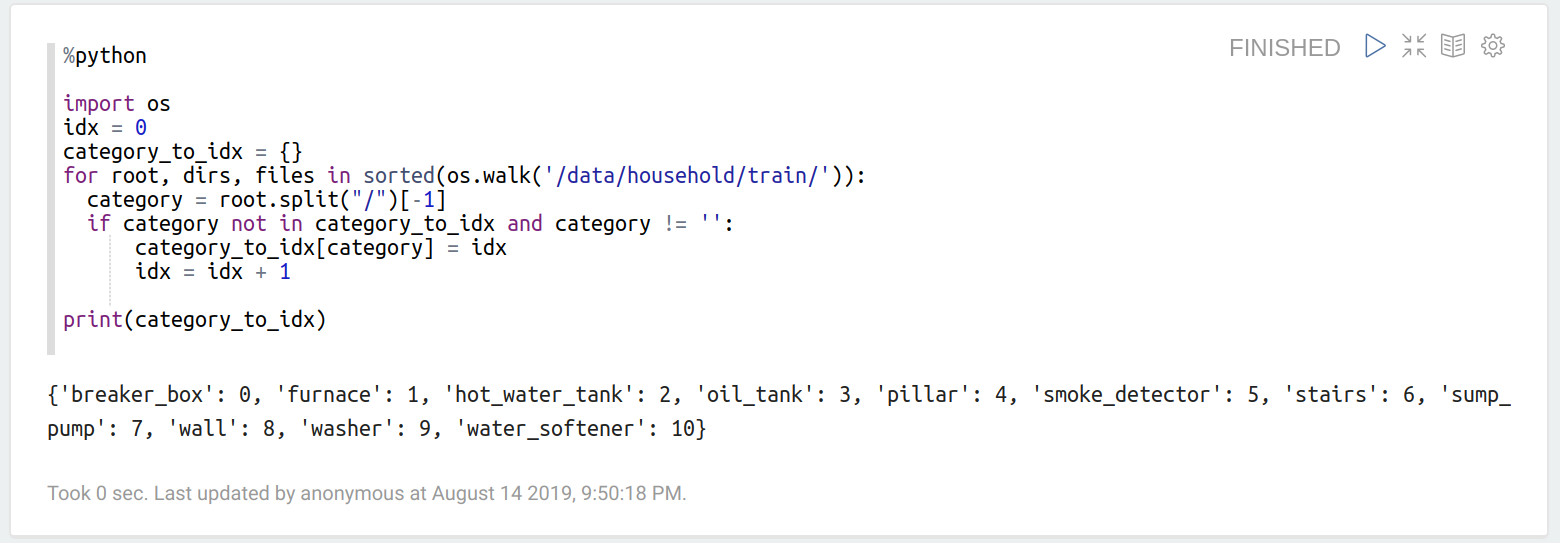 %python
FINISHED
import os
idx = 0
category_to_idx = {}
for root, dirs, files in sorted(os.walk('/data/household/train/')):
  category = root.split("/")[-1]
  if category not in category_to_idx and category != '':
      category_to_idx[category] = idx
      idx = idx + 1
print(category_to_idx)
{'breaker_box': 0, 'furnace': 1, 'hot_water_tank': 2, 'oil_tank': 3, 'pillar': 4, 'smoke_detector': 5, 'stairs': 6, 'sump_
pump': 7, 'wall': 8, 'washer': 9, 'water_softener': 10}
Took 0 sec. Last updated by anonymous at August 14 2019, 9:50:18 PM.